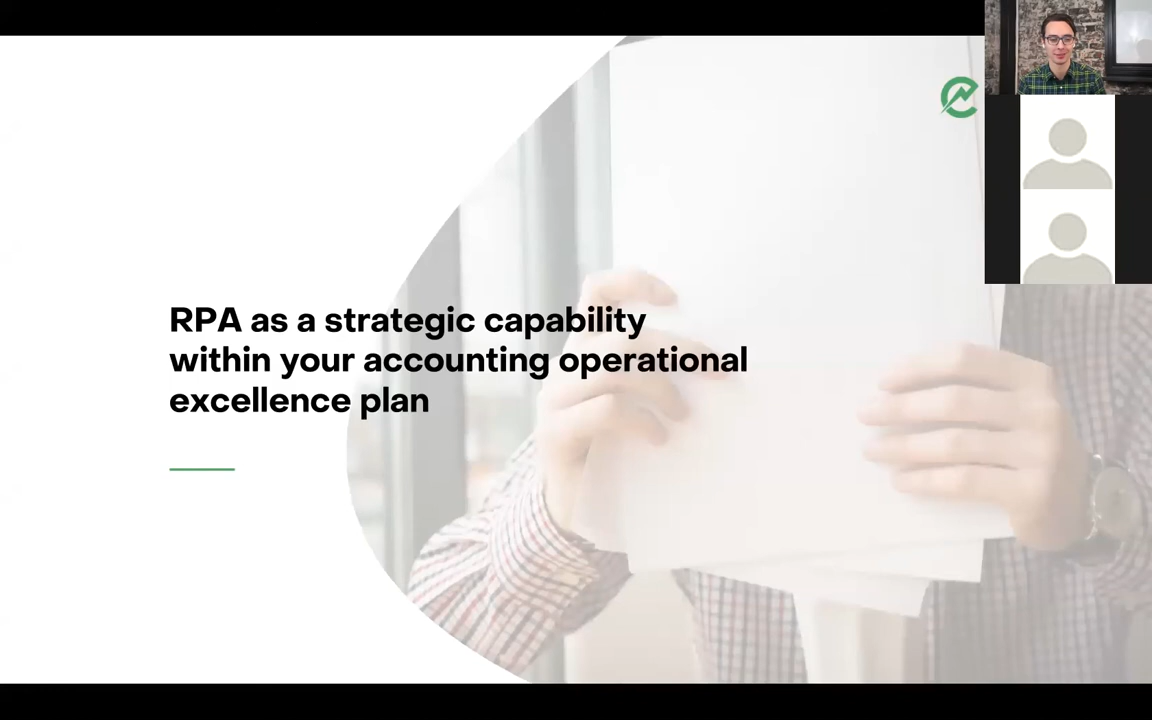 RPA as a strategic capability
within your accounting operational
excellence plan